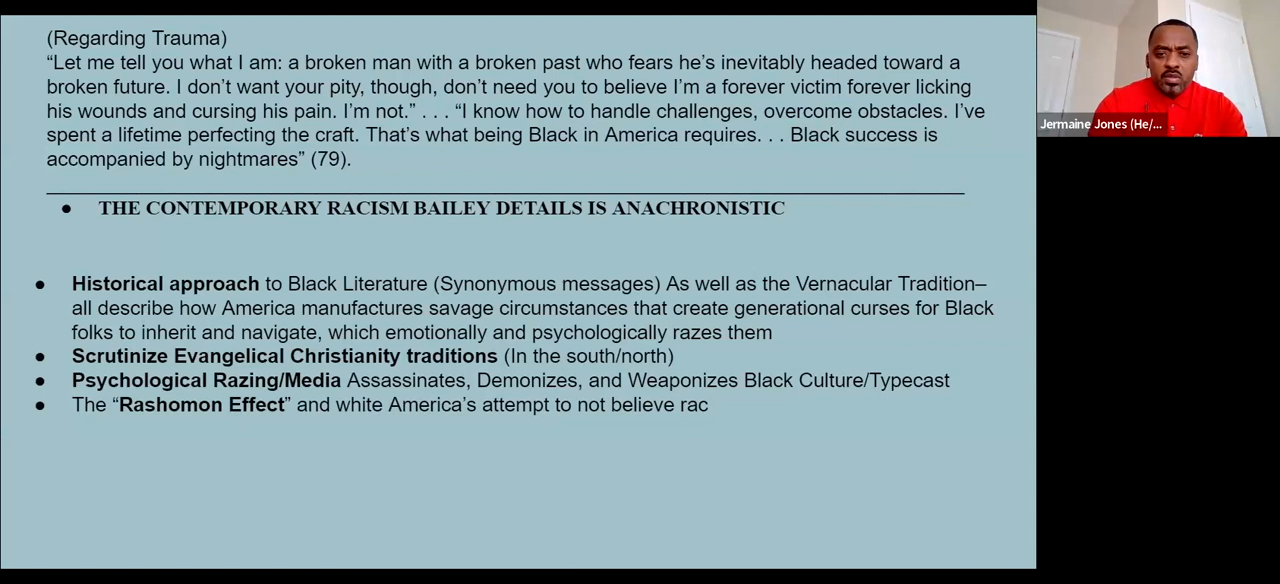 (Regarding Trauma)
“Let me tell you what I am: a broken man with a broken past who fears he’s inevitably headed toward a
broken future. I don’t want your pity, though, don’t need you to believe I’m a forever victim forever licking
his wounds and cursing his pain. I’m not.” . . . “I know how to handle challenges, overcome obstacles. I’ve
spent a lifetime perfecting the craft. That’s what being Black in America requires. . . Black success is
accompanied by nightmares” (79).
● THE CONTEMPORARY RACISM BAILEY DETAILS IS ANACHRONISTIC
● Historical approach to Black Literature (Synonymous messages) As well as the Vernacular Tradition–
all describe how America manufactures savage circumstances that create generational curses for Black
folks to inherit and navigate, which emotionally and psychologically razes them
● Scrutinize Evangelical Christianity traditions (In the south/north)
● Psychological Razing/Media Assassinates, Demonizes, and Weaponizes Black Culture/Typecast
● The “Rashomon Effect” and white America’s attempt to not believe rac
Jermaine Jones (He/...